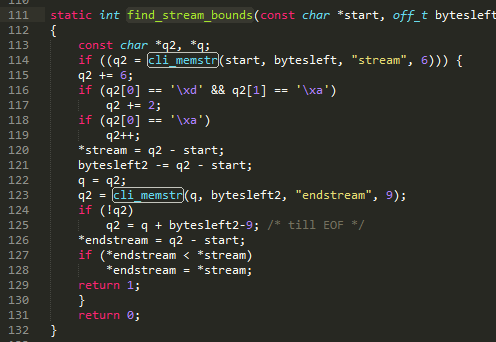 111 static int find_stream_bounds(const char *start, off_t bytesleft
112 {
113 const char *q2, *q;
114 if ((q2 = cli_memstr(start, bytesleft, "stream", 6))) {
115 q2 += 6;
116 if (q2[0] == '\xd' && q2[1] == '\xa')
117 q2 += 2;
118 if (q2[0] == '\xa')
119 q2++;
120 *stream = q2 - start;
121 bytesleft2 -= q2 - start;
122 q = q2;
123 q2 = cli_memstr(q, bytesleft2, "endstream", 9);
124 if (!q2)
125 q2 = q + bytesleft2-9; /* till EOF */
126 *endstream = q2 - start;
127 if (*endstream < *stream)
128 *endstream = *stream;
129 return 1;
130 }
131 return 0;
132 }